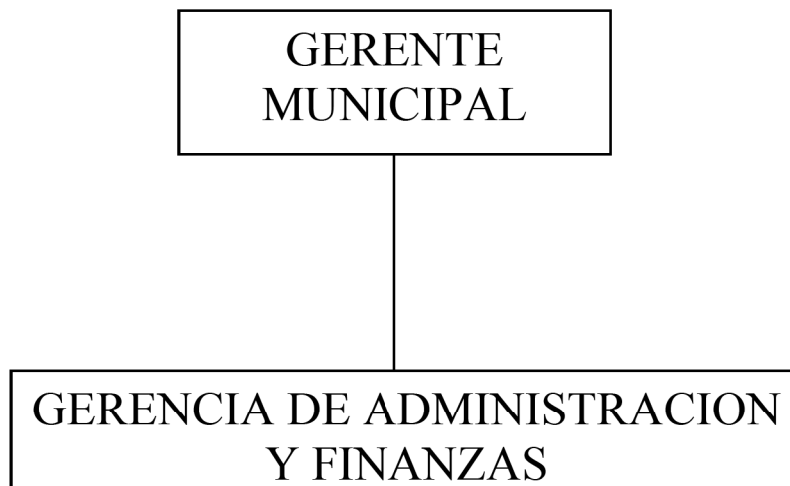 GERENTE
MUNICIPAL
GERENCIA DE ADMINISTRACION
Y FINANZAS